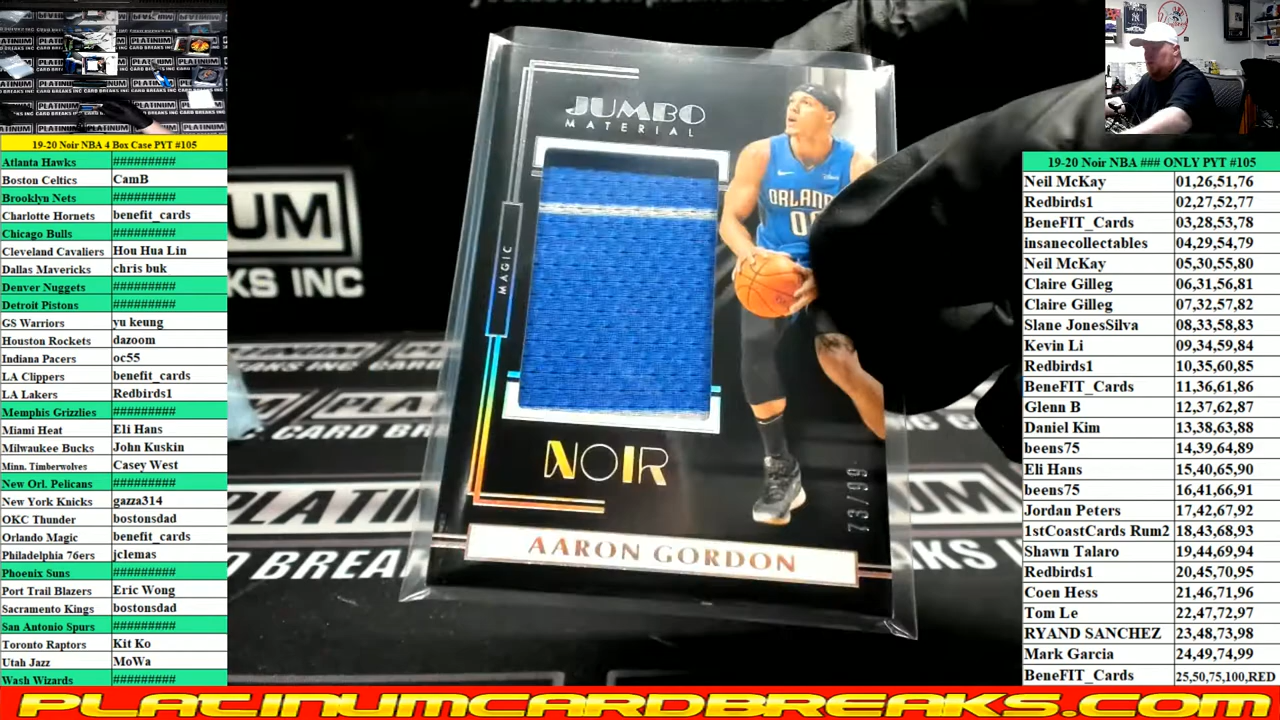 PLATINUM
CARD BREAKS INC
19-20 Noir NBA 4 Box Case PYT #105
Atlanta Hawks #########
Boston Celtics CamB
Brooklyn Nets #########
Charlotte Hornets benefit_cards
Chicago Bulls #########
Cleveland Cavaliers Hou Hua Lin
Dallas Mavericks chris buk
Denver Nuggets #########
Detroit Pistons #########
GS Warriors yu keung
Houston Rockets dazoom
Indiana Pacers oc55
LA Clippers benefit_cards
LA Lakers Redbirds1
Memphis Grizzlies #########
Miami Heat Eli Hans
Milwaukee Bucks John Kuskin
Minn. Timberwolves Casey West
New Orl. Pelicans #########
New York Knicks gazza314
OKC Thunder bostonsdad
Orlando Magic benefit_cards
Philadelphia 76ers jclemas
Phoenix Suns #########
Port Trail Blazers Eric Wong
Sacramento Kings bostonsdad
San Antonio Spurs #########
Toronto Raptors Kit Ko
Utah Jazz MoWa
Wash Wizards #########
JUMBO
MATERIAL
ORLAND
00
MAGIC
NOIR
73/99
AARON GORDON
UM
KS INC
19-20 Noir NBA ### ONLY PYT #105
Neil McKay 01,26,51,76
Redbirds1 02,27,52,77
BeneFIT_Cards 03,28,53,78
insanecollectables 04,29,54,79
Neil McKay 05,30,55,80
Claire Gilleg 06,31,56,81
Claire Gilleg 07,32,57,82
Slane JonesSilva 08,33,58,83
Kevin Li 09,34,59,84
Redbirds1 10,35,60,85
BeneFIT_Cards 11,36,61,86
Glenn B 12,37,62,87
Daniel Kim 13,38,63,88
beens75 14,39,64,89
Eli Hans 15,40,65,90
beens75 16,41,66,91
Jordan Peters 17,42,67,92
1stCoastCards Rum2 18,43,68,93
Shawn Talaro 19,44,69,94
Redbirds1 20,45,70,95
Coen Hess 21,46,71,96
Tom Le 22,47,72,97
RYAND SANCHEZ 23,48,73,98
Mark Garcia 24,49,74,99
BeneFIT_Cards 25,50,75,100,RED
PLATINUMCARDBREAKS.COM